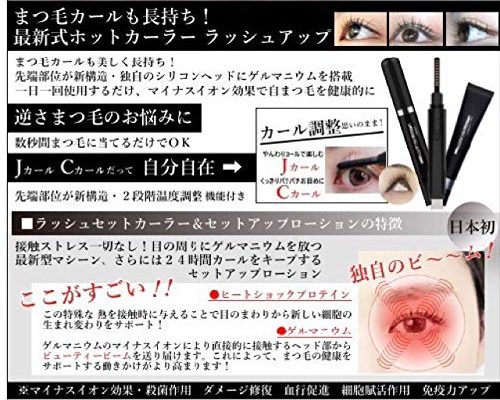 まつ毛カールも長持ち！
最新式ホットカーラー ラッシュアップ
まつ毛カールも美しく長持ち！
先端部位が新構造・独自のシリコンヘッドにゲルマニウムを搭載
一日一回使用するだけ、マイナスイオン効果で自まつ毛を健康的に
逆さまつ毛のお悩みに
数秒間まつ毛に当てるだけでＯＫ
Ｊカール Ｃカールだって 自分自在 ➡
先端部位が新構造・２段階温度調整 機能付き
カール調整思いのまま！
やんわりコールで楽しむ
Ｊカール
くっきりパ！パチお目めに
Ｃカール
■ラッシュセットカーラー＆セットアップローションの特徴
日本初
接触ストレス一切なし！目の周りにゲルマニウムを放つ
最新型マシーン、さらには２４時間カールをキープする
セットアップローション
独自のビ〜〜ム！
ここがすごい！！
●ヒートショックプロテイン
この特殊な 熱を接触時に与えることで目のまわりから新しい細胞の
生まれ変わりをサポート！
●ゲルマニウム
ゲルマニウムのマイナスイオンにより直接的に接触するヘッド部から
ビューティービームを送り届けます。これによって、まつ毛の健康を
サポートする動きかけがより高まります！
※マイナスイオン効果・殺菌作用 ダメージ修復 血行促進 細胞賦活作用 免疫力アップ